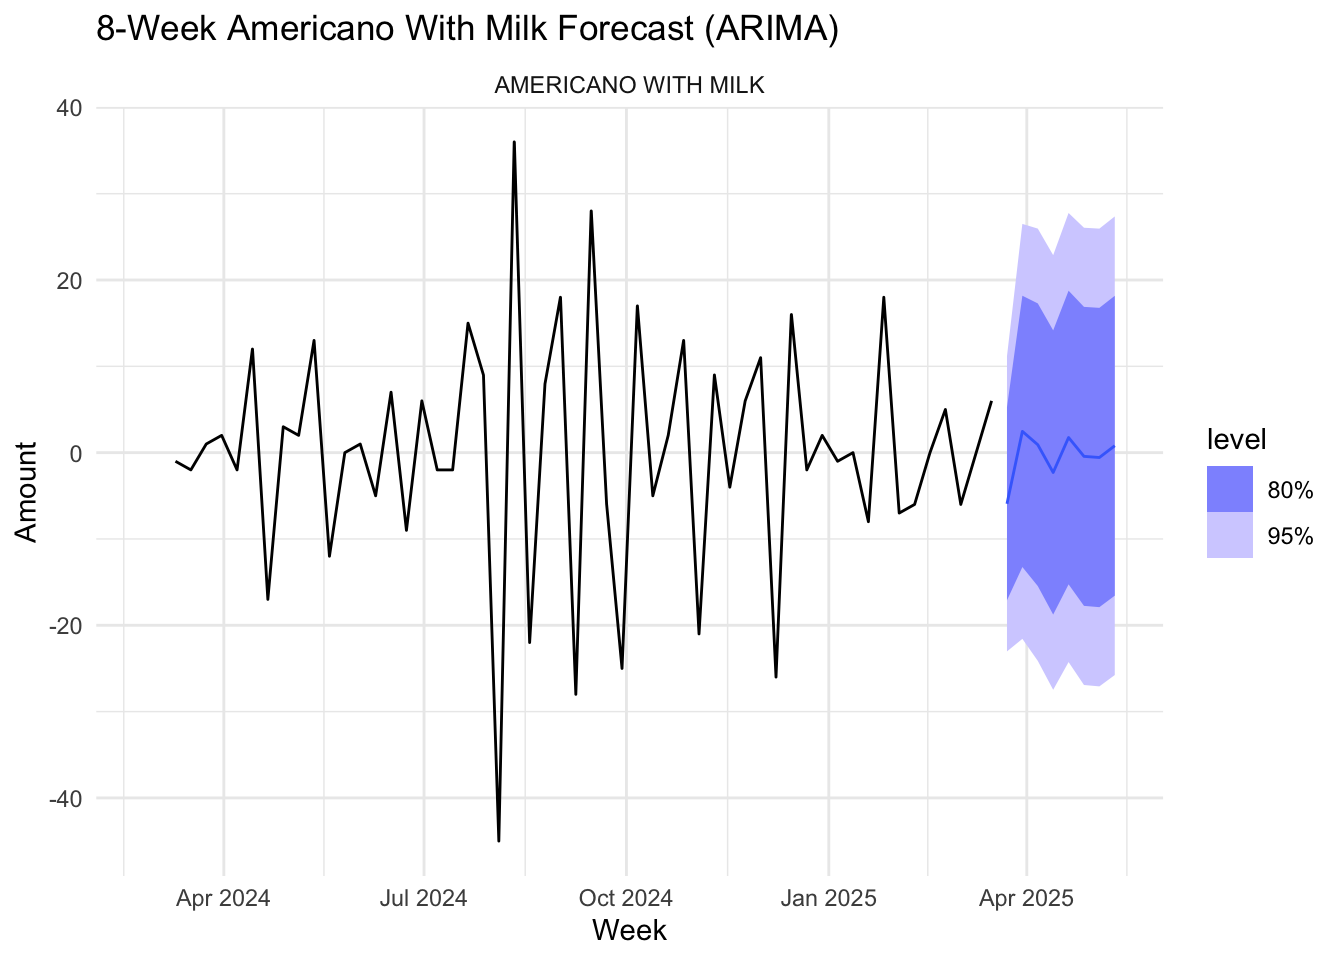 8-Week Americano With Milk Forecast (ARIMA)
AMERICANO WITH MILK
40
20
0
-20
-40
Amount
Apr 2024
Jul 2024
Oct 2024
Jan 2025
Apr 2025
Week
level
80%
95%